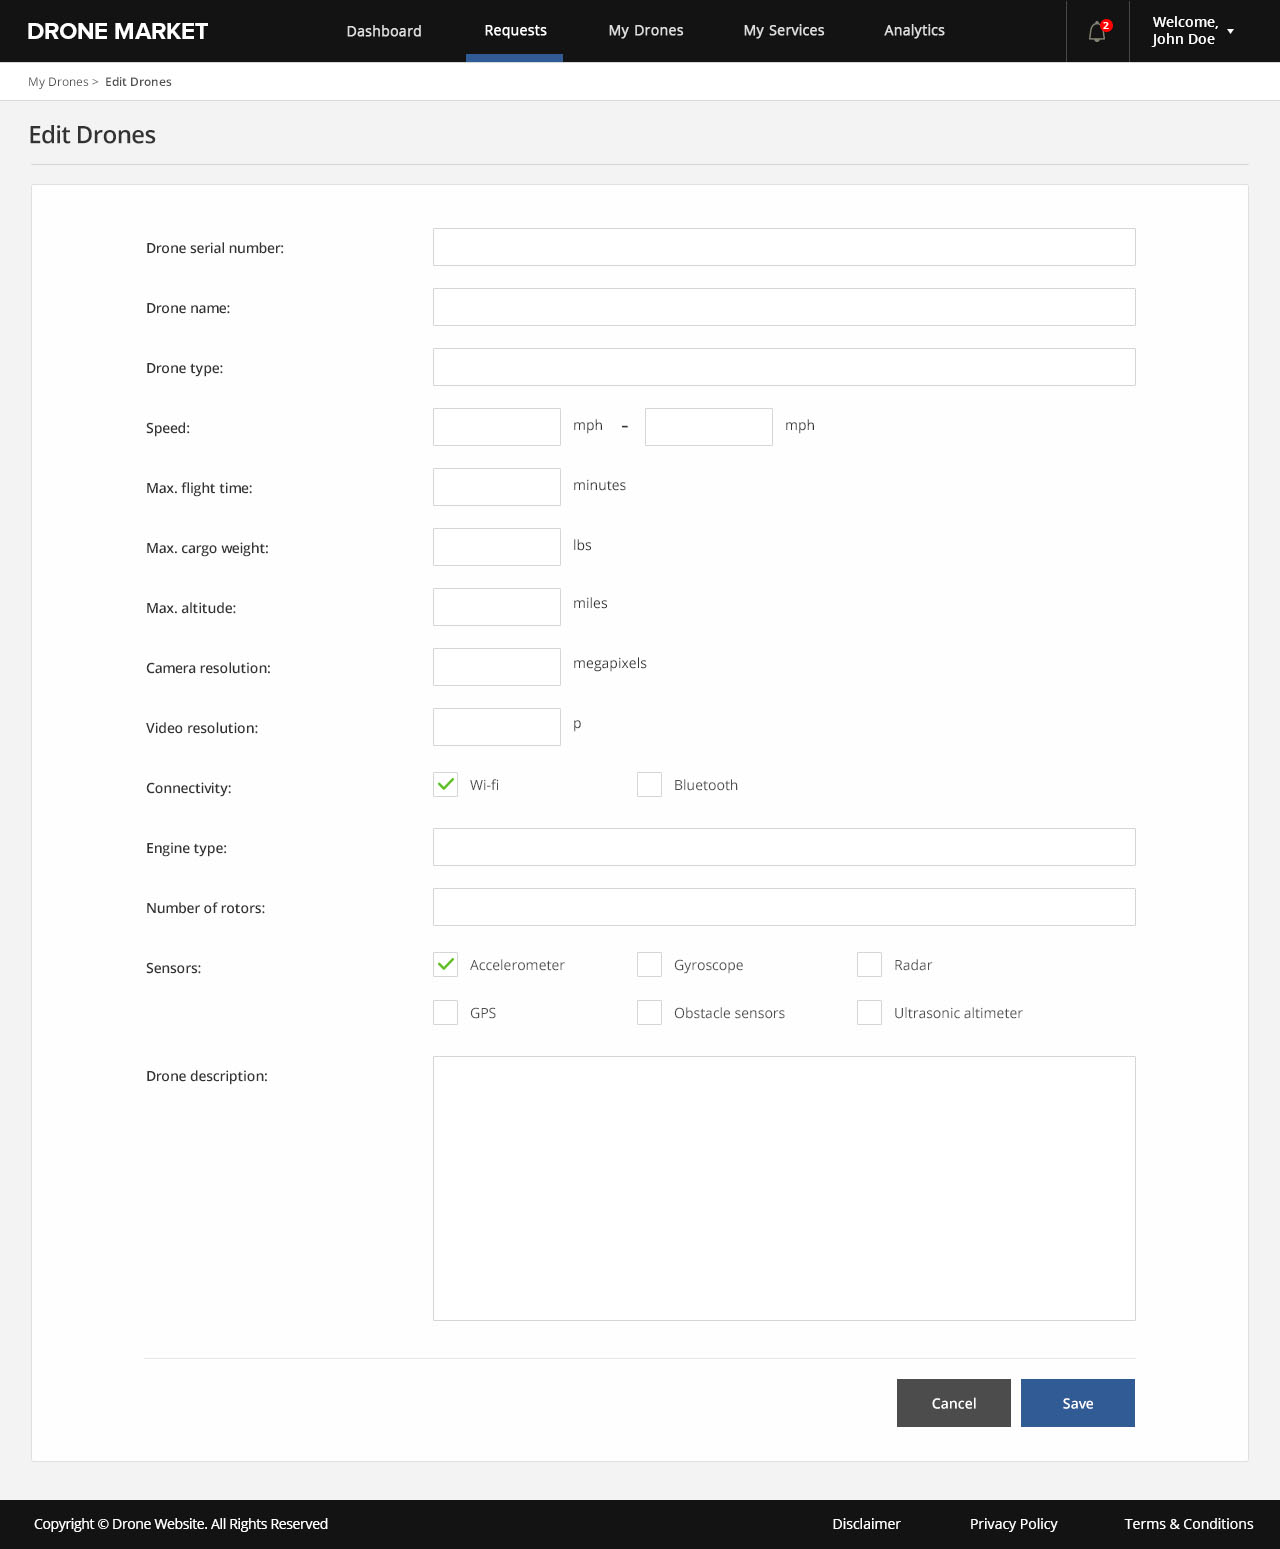 DRONE MARKET
Dashboard
Requests
My Drones
My Services
Analytics
2
Welcome,
John Doe
My Drones > Edit Drones
Edit Drones
Drone serial number:
Drone name:
Drone type:
Speed: mph - mph
Max. flight time: minutes
Max. cargo weight: lbs
Max. altitude: miles
Camera resolution: megapixels
Video resolution: p
Connectivity: Wi-fi Bluetooth
Engine type:
Number of rotors:
Sensors: Accelerometer Gyroscope Radar
GPS Obstacle sensors Ultrasonic altimeter
Drone description:
Cancel Save
Copyright © Drone Website. All Rights Reserved
Disclaimer
Privacy Policy
Terms & Conditions